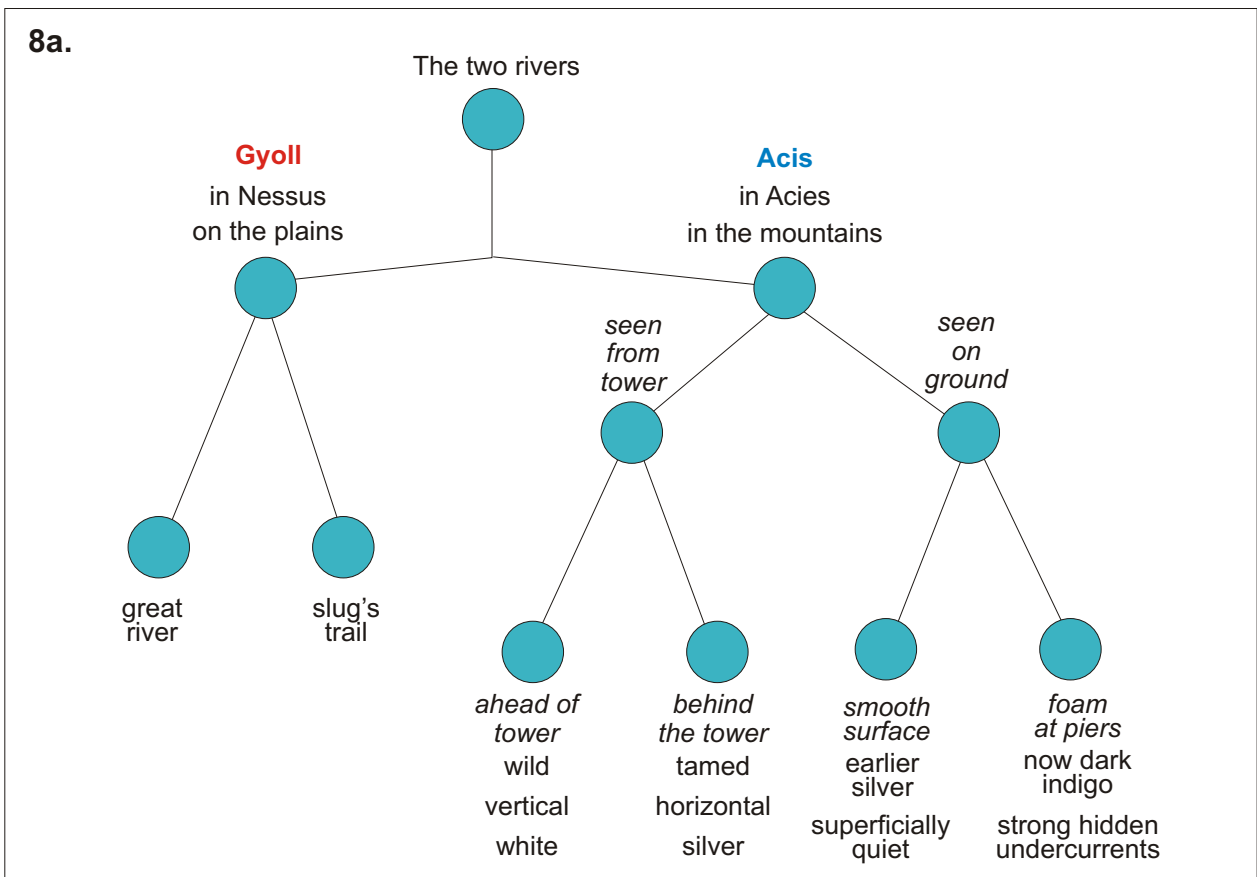 8a.
The two rivers
Gyoll
in Nessus
on the plains
Acis
in Acies
in the mountains
seen
from
tower
seen
on
ground
great
river
slug's
trail
ahead of
tower
wild
vertical
white
behind
the tower
tamed
horizontal
silver
smooth
surface
earlier
silver
superficially
quiet
foam
at piers
now dark
indigo
strong hidden
undercurrents